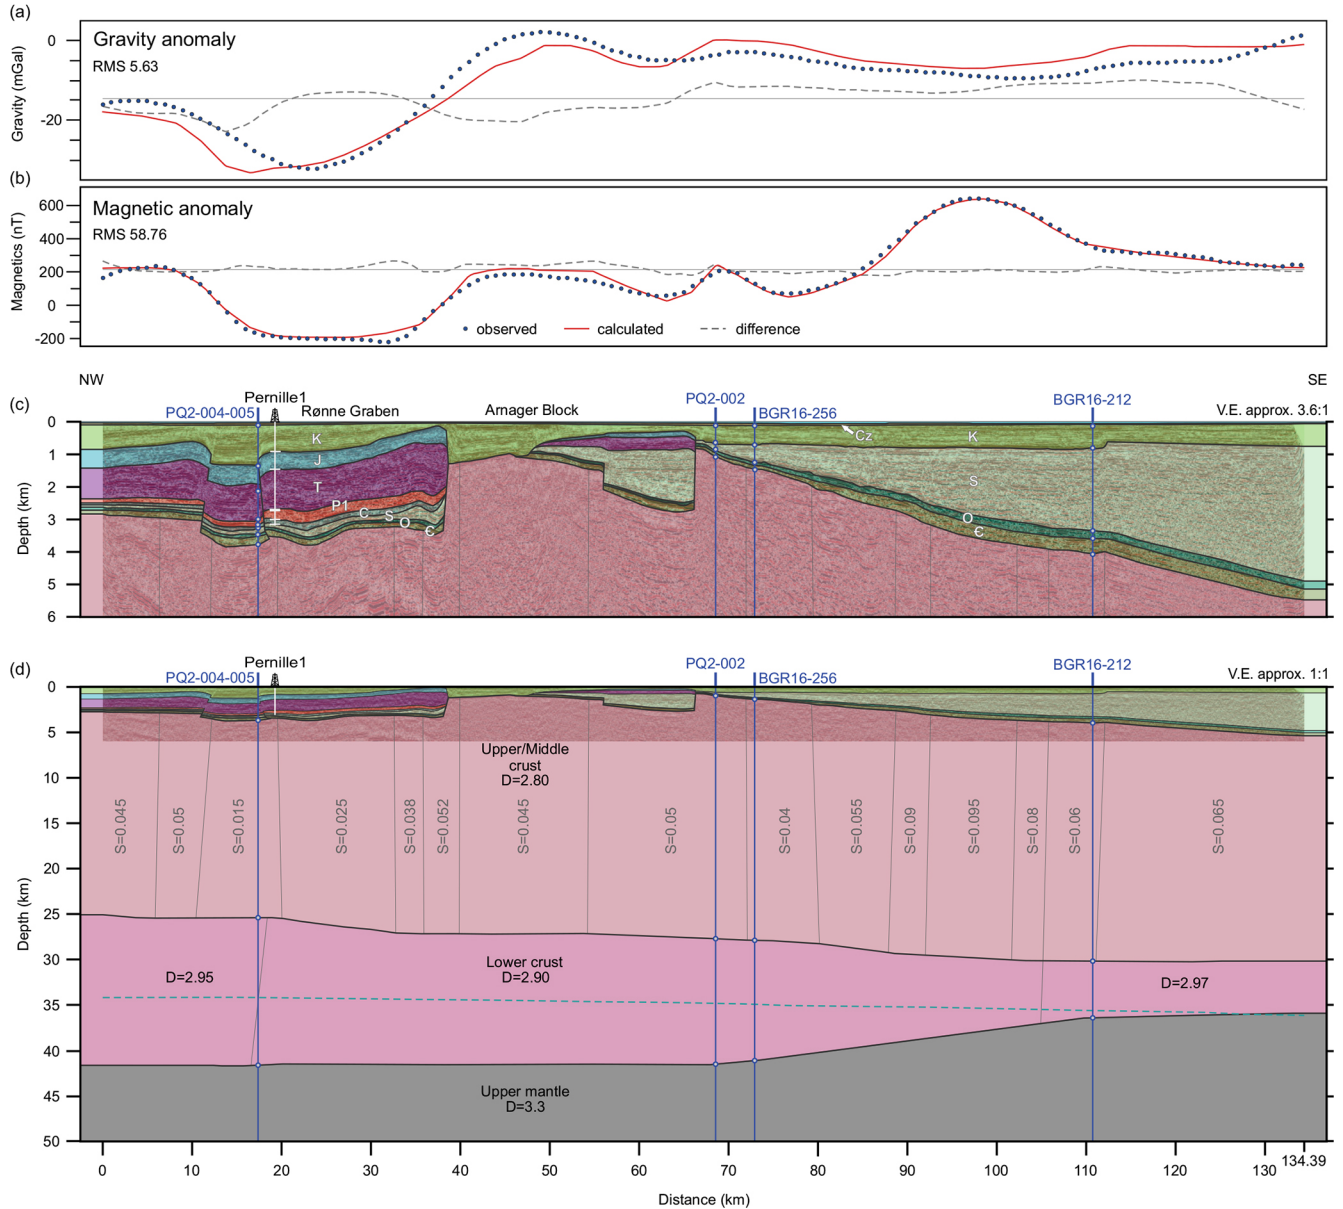 (a)
Gravity anomaly
RMS 5.63
Gravity (mGal)
0
-20
(b)
Magnetic anomaly
RMS 58.76
Magnetics (nT)
600
400
200
0
-200
observed calculated difference
NW SE
(c)
Pernille1
PQ2-004-005 Rønne Graben Arnager Block PQ2-002 BGR16-256 BGR16-212 V.E. approx. 3.6:1
Depth (km)
0
1
2
3
4
5
6
K
J
T
P1
C
S
O
Є
Cz
K
S
O
Є
(d)
Pernille1
PQ2-004-005 PQ2-002 BGR16-256 BGR16-212 V.E. approx. 1:1
Depth (km)
0
5
10
15
20
25
30
35
40
45
50
Upper/Middle
crust
D=2.80
S=0.045
S=0.05
S=0.015
S=0.025
S=0.038
S=0.052
S=0.045
S=0.05
S=0.04
S=0.055
S=0.09
S=0.095
S=0.08
S=0.06
S=0.065
D=2.95
Lower crust
D=2.90
D=2.97
Upper mantle
D=3.3
0 10 20 30 40 50 60 70 80 90 100 110 120 130 134.39
Distance (km)